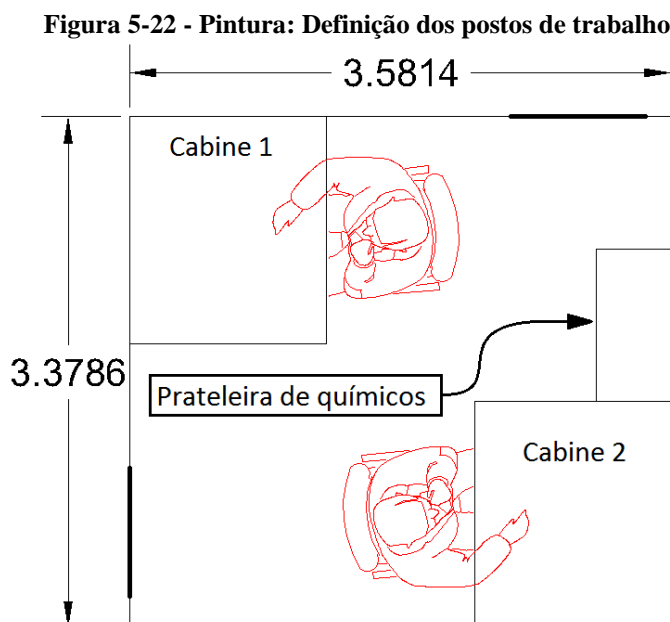 Figura 5-22 - Pintura: Definição dos postos de trabalho
3.5814
Cabine 1
3.3786
Prateleira de químicos
Cabine 2